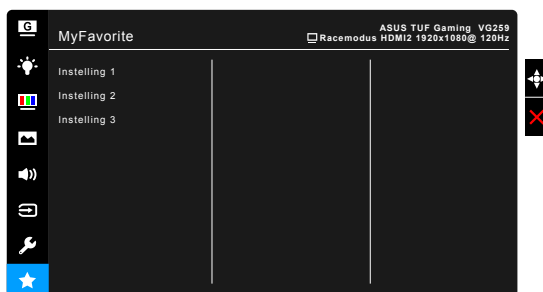 G
MyFavorite
ASUS TUF Gaming VG259
Racemodus HDMI2 1920x1080@ 120Hz
Instelling 1
Instelling 2
Instelling 3